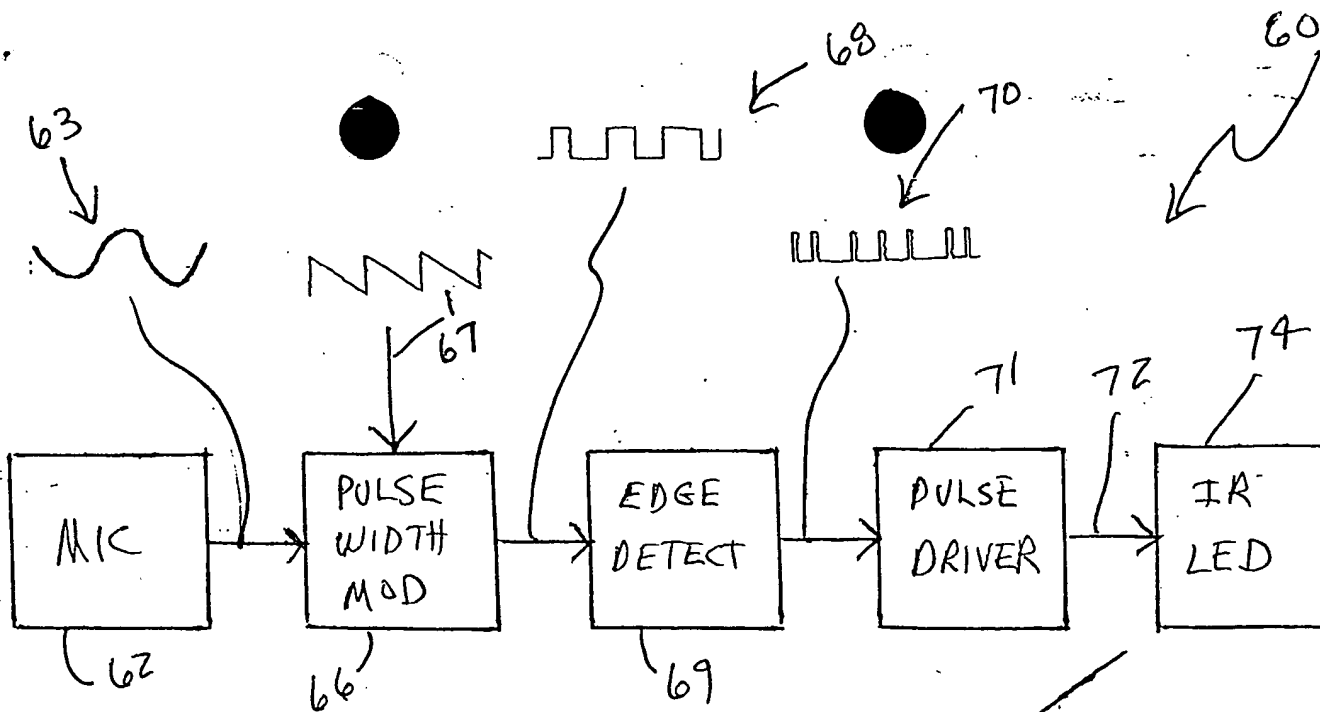 68
60
70
63
67
74
71
72
MIC
PULSE
WIDTH
MOD
EDGE
DETECT
PULSE
DRIVER
IR
LED
62
66
69